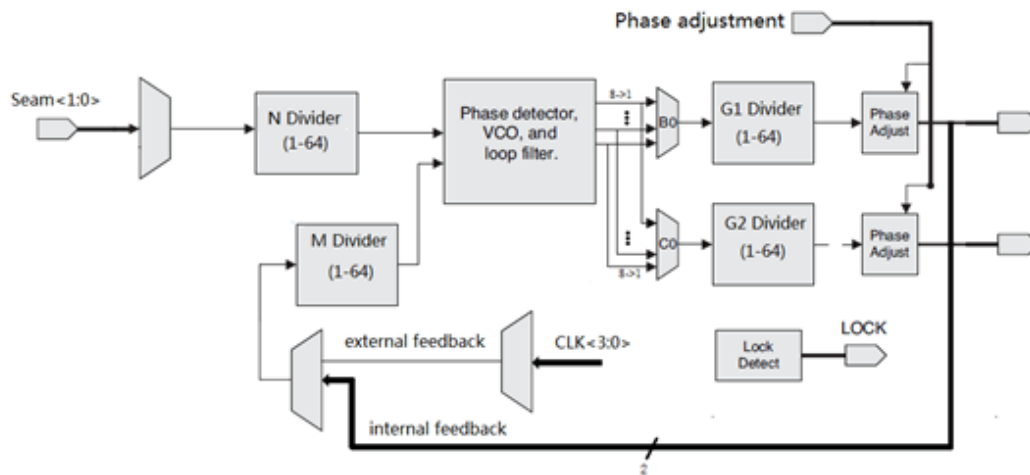 Phase adjustment
Seam<1:0>
N Divider
(1-64)
Phase detector,
VCO, and
loop filter.
8->1
B0
G1 Divider
(1-64)
Phase
Adjust
M Divider
(1-64)
8->1
C0
G2 Divider
(1-64)
Phase
Adjust
external feedback
CLK<3:0>
Lock
Detect
LOCK
internal feedback
2